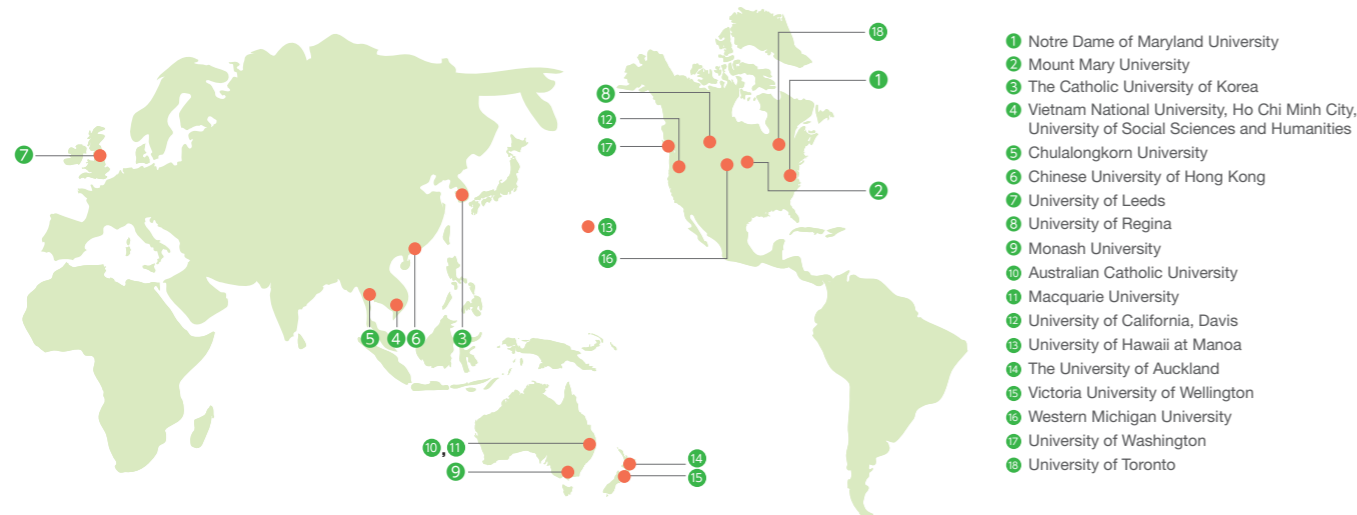 18
1
8
12
17
7
2
13
16
5
4
6
3
10, 11
9
14
15
1 Notre Dame of Maryland University
2 Mount Mary University
3 The Catholic University of Korea
4 Vietnam National University, Ho Chi Minh City,
University of Social Sciences and Humanities
5 Chulalongkorn University
6 Chinese University of Hong Kong
7 University of Leeds
8 University of Regina
9 Monash University
10 Australian Catholic University
11 Macquarie University
12 University of California, Davis
13 University of Hawaii at Manoa
14 The University of Auckland
15 Victoria University of Wellington
16 Western Michigan University
17 University of Washington
18 University of Toronto